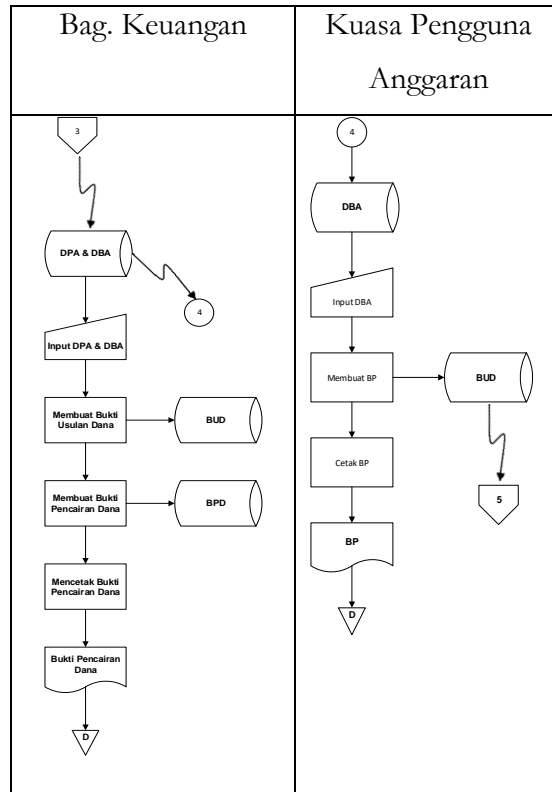 Bag. Keuangan
Kuasa Pengguna
Anggaran
3
DPA & DBA
4
Input DPA & DBA
Membuat Bukti
Usulan Dana
BUD
Membuat Bukti
Pencairan Dana
BPD
Mencetak Bukti
Pencairan Dana
Bukti Pencairan
Dana
D
4
DBA
Input DBA
Membuat BP
BUD
Cetak BP
5
BP
D